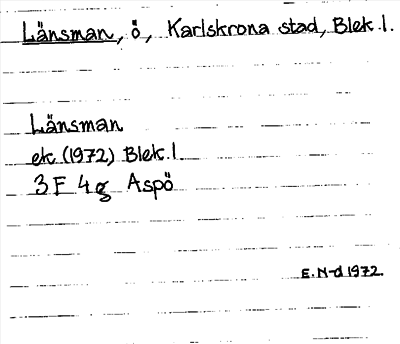 Länsman, ö, Karlskrona stad, Blek. l.
Länsman
ek (1972) Blek. l.
3 F 4 g Aspö
E. N-d 1972.